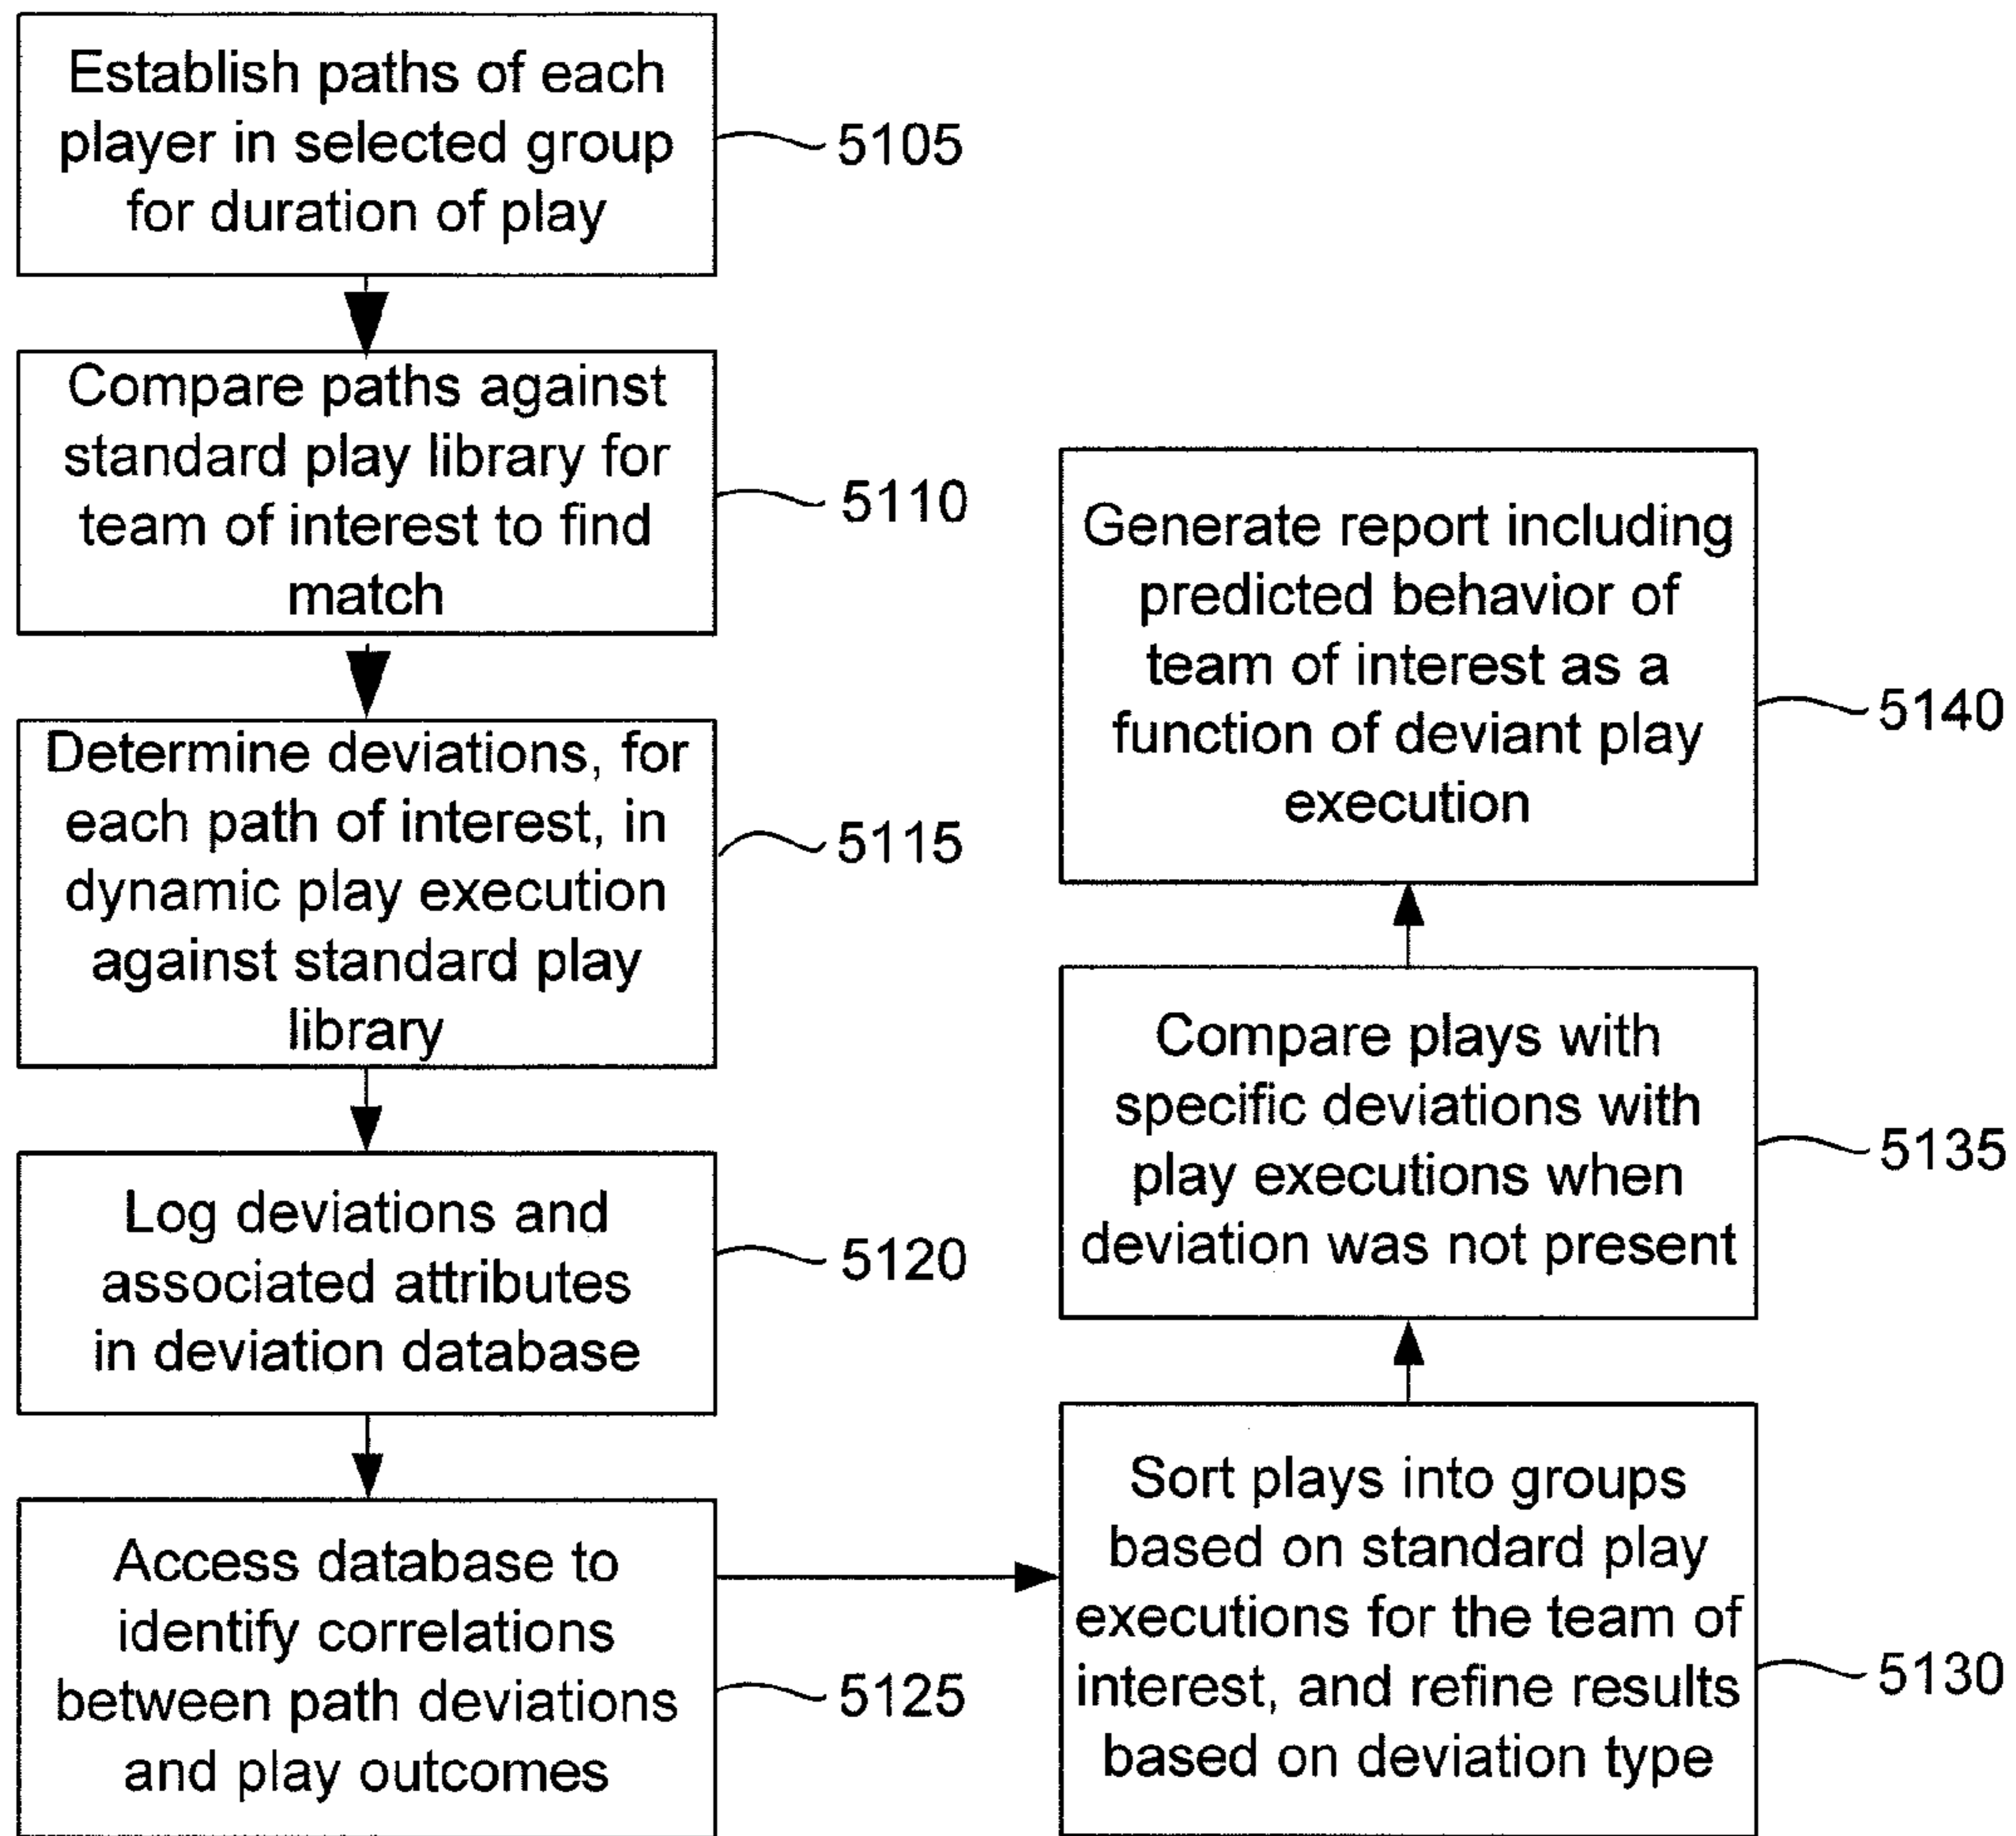 Establish paths of each
player in selected group
for duration of play
5105
Compare paths against
standard play library for
team of interest to find
match
5110
Determine deviations, for
each path of interest, in
dynamic play execution
against standard play
library
5115
Log deviations and
associated attributes
in deviation database
5120
Access database to
identify correlations
between path deviations
and play outcomes
5125
Sort plays into groups
based on standard play
executions for the team of
interest, and refine results
based on deviation type
5130
Compare plays with
specific deviations with
play executions when
deviation was not present
5135
Generate report including
predicted behavior of
team of interest as a
function of deviant play
execution
5140